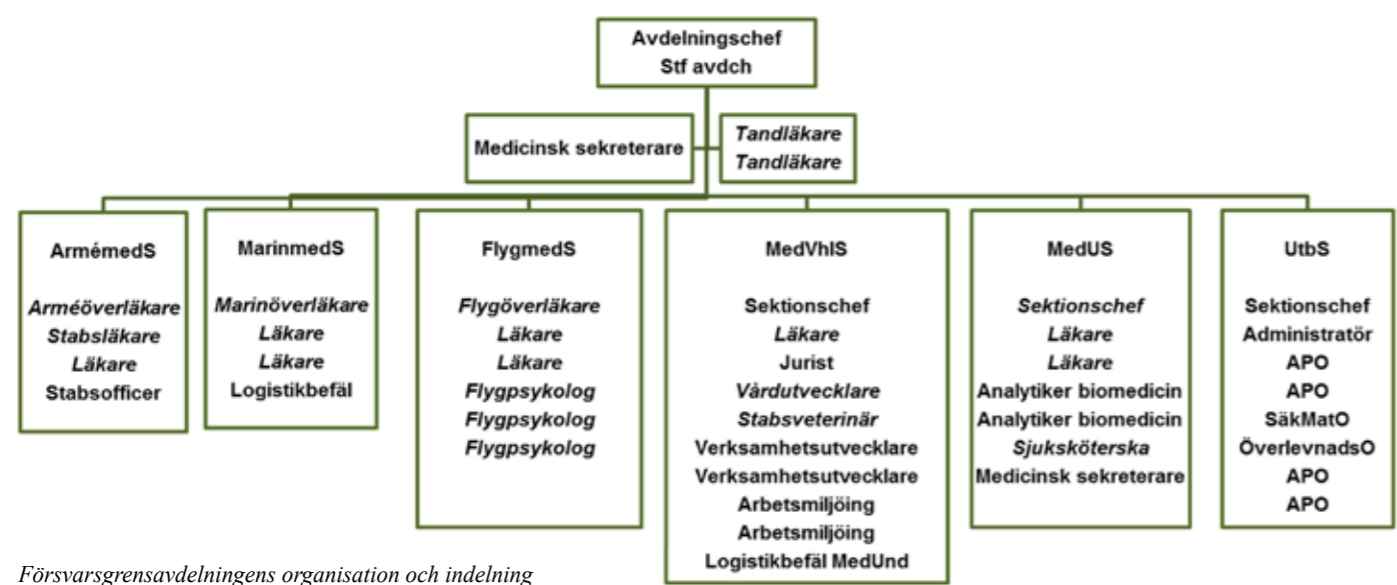 Avdelningschef
Stf avdch
Medicinsk sekreterare
Tandläkare
Tandläkare
ArmémedS
Arméöverläkare
Stabsläkare
Läkare
Stabsofficer
MarinmedS
Marinöverläkare
Läkare
Läkare
Logistikbefäl
FlygmedS
Flygöverläkare
Läkare
Läkare
Flygpsykolog
Flygpsykolog
Flygpsykolog
MedVhlS
Sektionschef
Läkare
Jurist
Vårdutvecklare
Stabsveterinär
Verksamhetsutvecklare
Verksamhetsutvecklare
Arbetsmiljöing
Arbetsmiljöing
Logistikbefäl MedUnd
MedUS
Sektionschef
Läkare
Läkare
Analytiker biomedicin
Analytiker biomedicin
Sjuksköterska
Medicinsk sekreterare
UtbS
Sektionschef
Administratör
APO
APO
SäkMatO
ÖverlevnadsO
APO
APO
Försvarsgrensavdelningens organisation och indelning